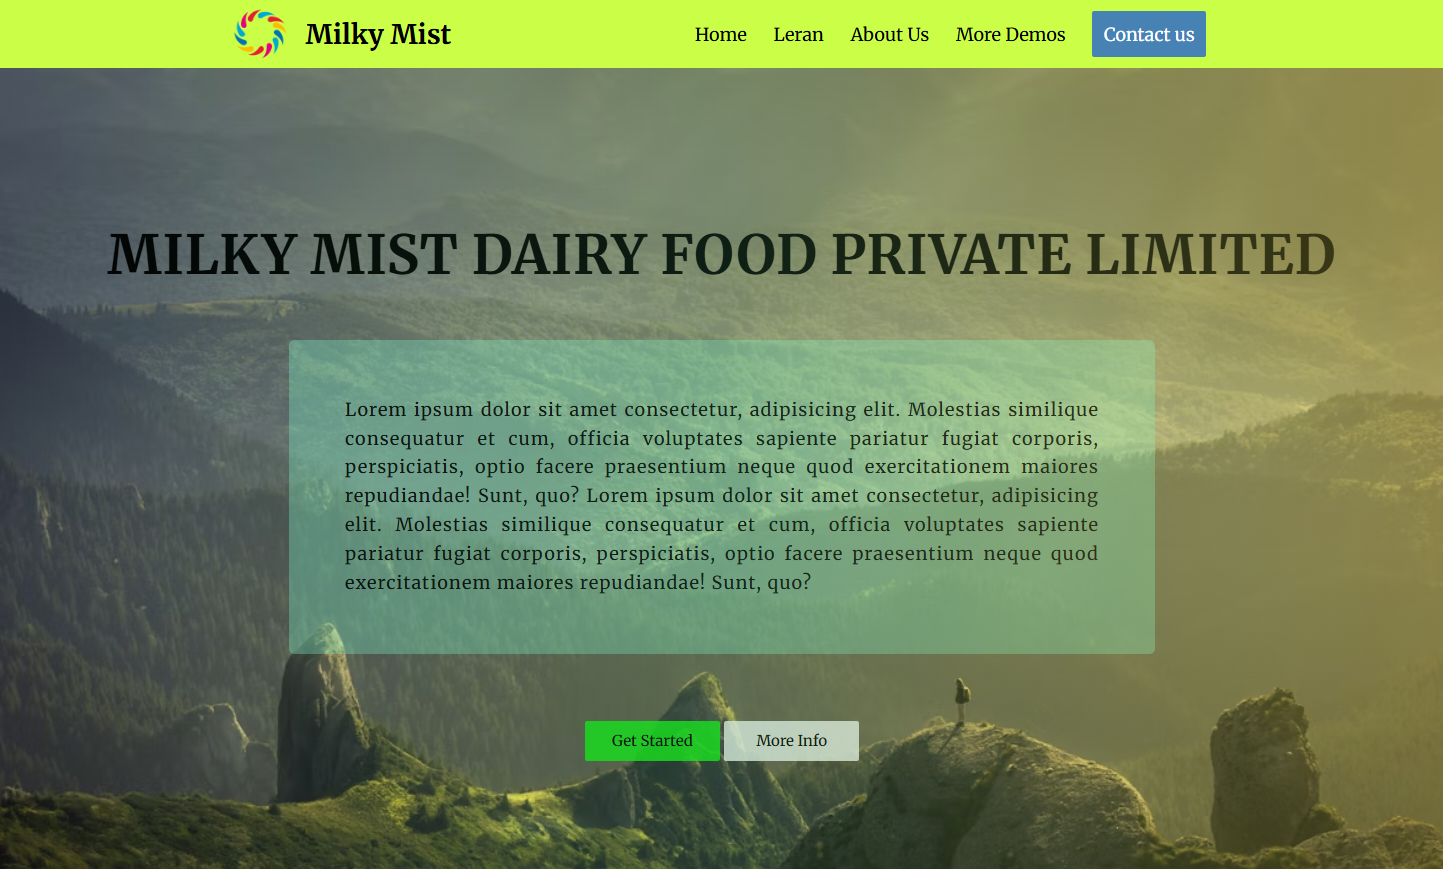 Milky Mist
Home Leran About Us More Demos Contact us
MILKY MIST DAIRY FOOD PRIVATE LIMITED
Lorem ipsum dolor sit amet consectetur, adipisicing elit. Molestias similique
consequatur et cum, officia voluptates sapiente pariatur fugiat corporis,
perspiciatis, optio facere praesentium neque quod exercitationem maiores
repudiandae! Sunt, quo? Lorem ipsum dolor sit amet consectetur, adipisicing
elit. Molestias similique consequatur et cum, officia voluptates sapiente
pariatur fugiat corporis, perspiciatis, optio facere praesentium neque quod
exercitationem maiores repudiandae! Sunt, quo?
Get Started More Info